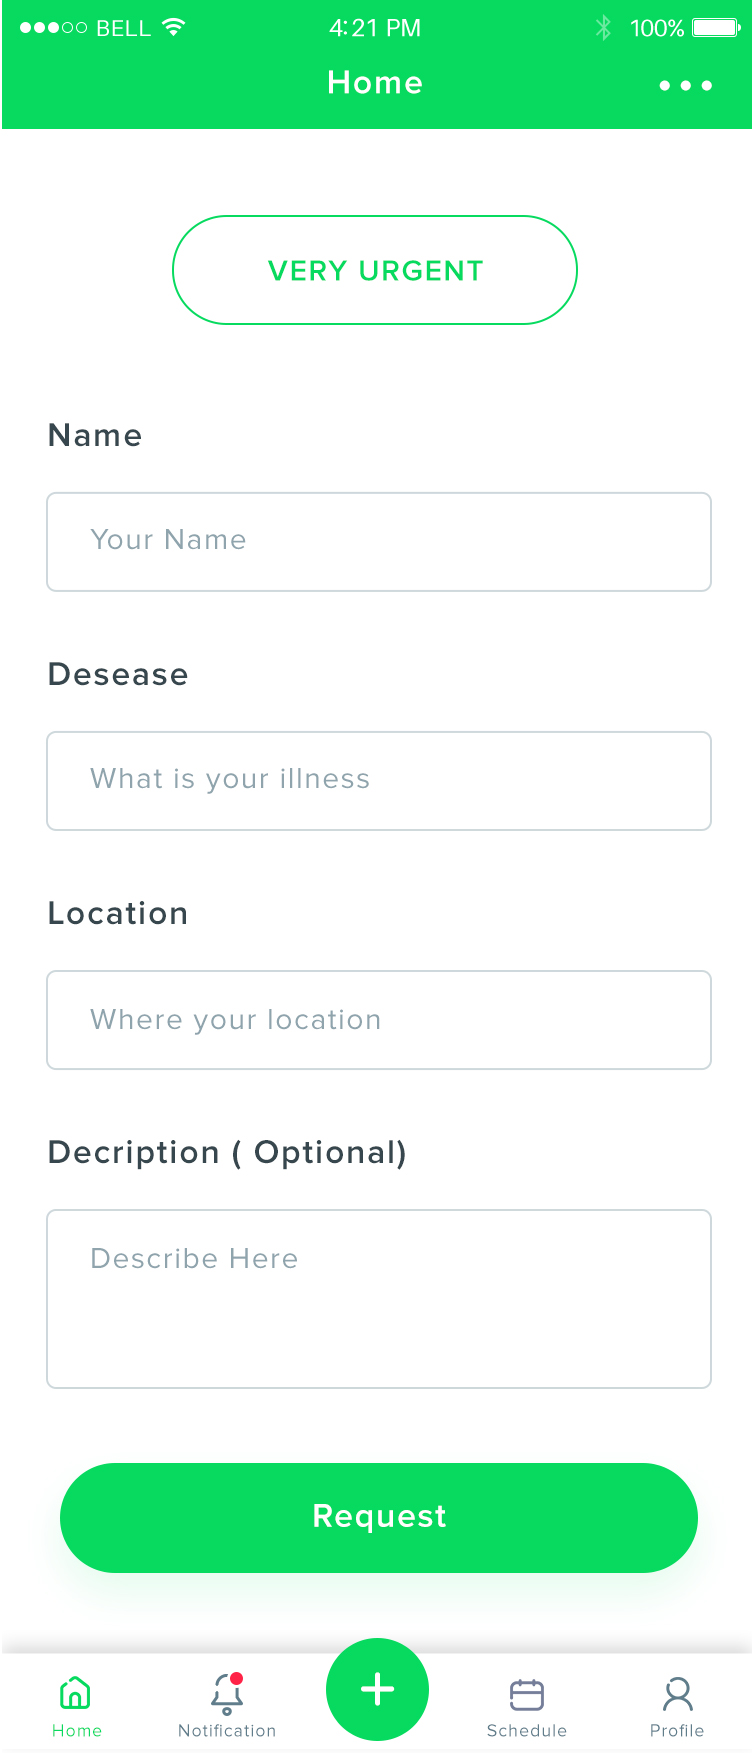 BELL 4:21 PM 100%
Home
VERY URGENT
Name
Your Name
Desease
What is your illness
Location
Where your location
Decription ( Optional)
Describe Here
Request
Home Notification Schedule Profile